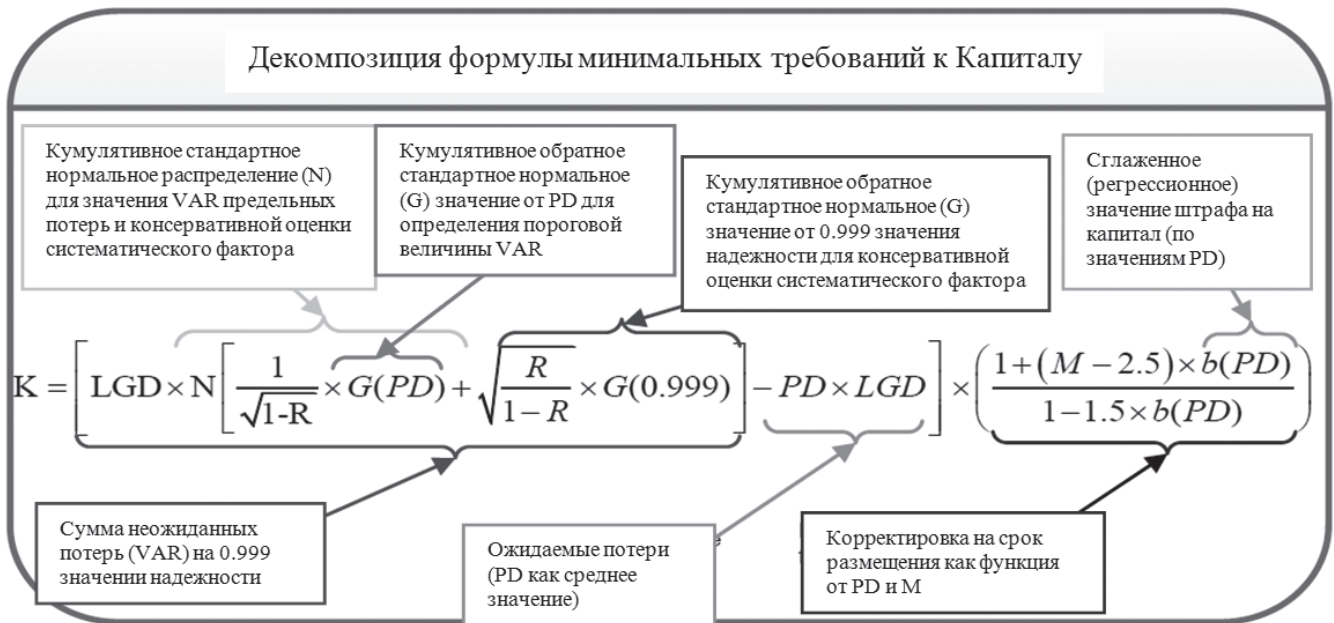 Декомпозиция формулы минимальных требований к Капиталу
Кумулятивное стандартное
нормальное распределение (N)
для значения VAR предельных
потерь и консервативной оценки
систематического фактора
Кумулятивное обратное
стандартное нормальное
(G) значение от PD для
определения пороговой
величины VAR
Кумулятивное обратное
стандартное нормальное (G)
значение от 0.999 значения
надежности для консервативной
оценки систематического фактора
Сглаженное
(регрессионное)
значение штрафа на
капитал (по
значениям PD)
K = [ LGD × N [ 1 / √1-R × G(PD) + √ R / 1 − R × G(0.999) ] − PD × LGD ] × ( 1 + (M − 2.5) × b(PD) / 1 − 1.5 × b(PD) )
Сумма неожиданных
потерь (VAR) на 0.999
значении надежности
Ожидаемые потери
(PD как среднее
значение)
Корректировка на срок
размещения как функция
от PD и M